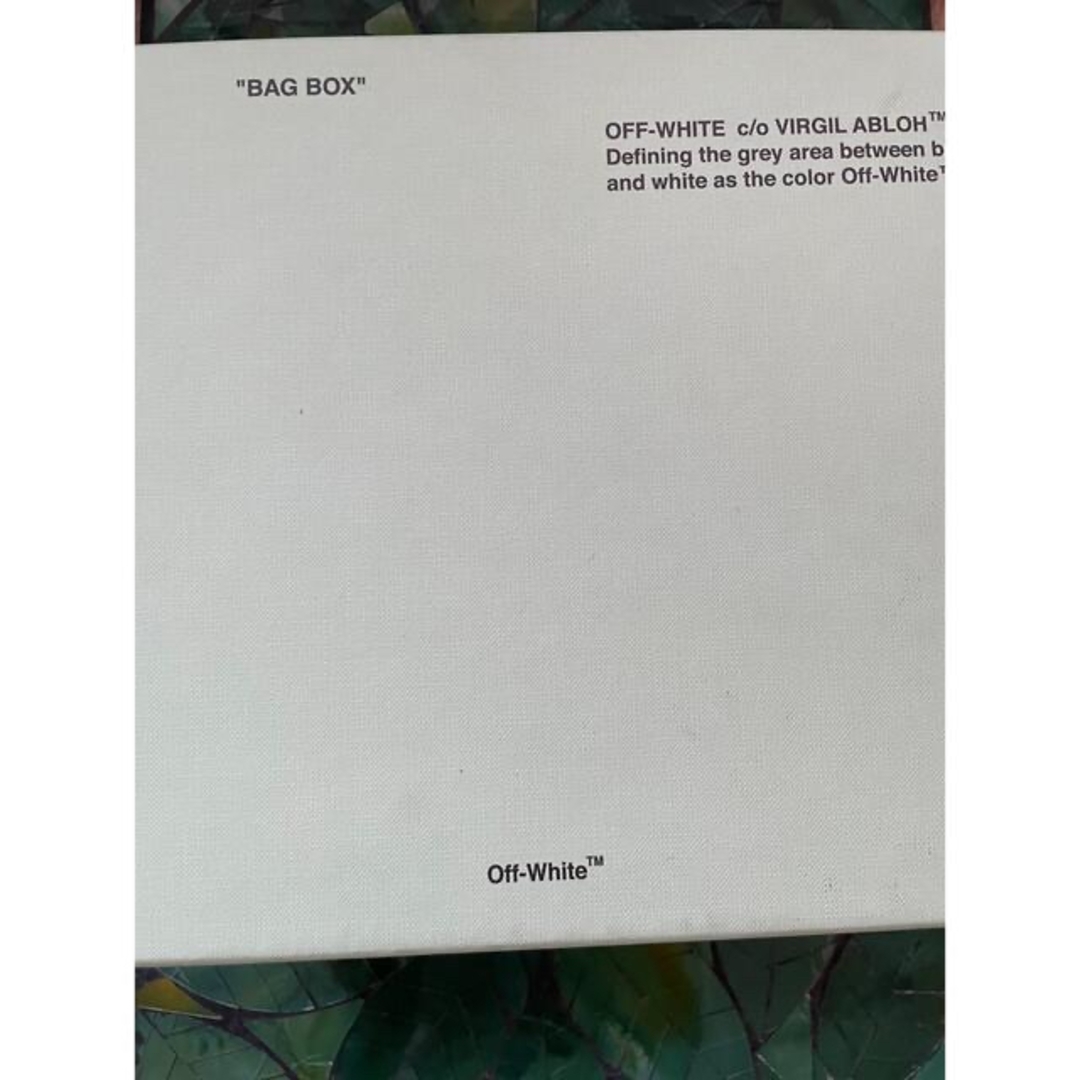 "BAG BOX"
OFF-WHITE c/o VIRGIL ABLOH™
Defining the grey area between b
and white as the color Off-White™
Off-White™